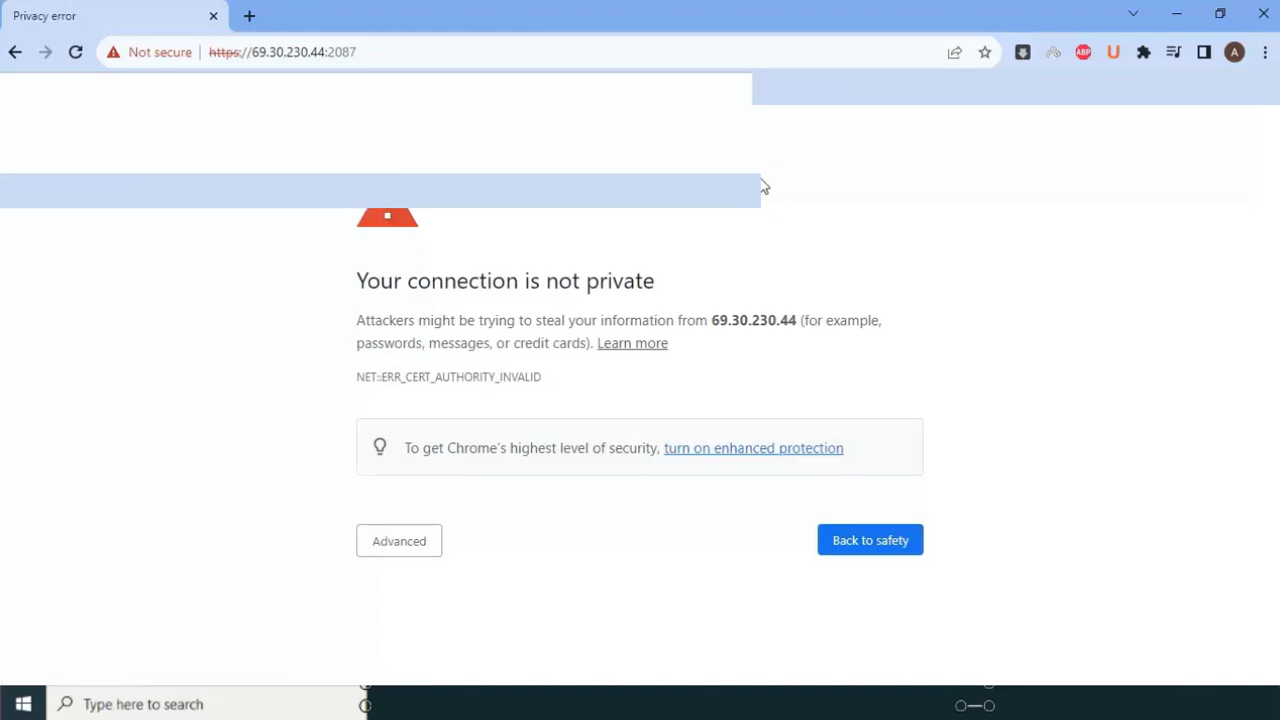 Privacy error
Not secure
https://69.30.230.44:2087
ABP
U
A
Your connection is not private
Attackers might be trying to steal your information from 69.30.230.44 (for example,
passwords, messages, or credit cards). Learn more
NET::ERR_CERT_AUTHORITY_INVALID
To get Chrome's highest level of security, turn on enhanced protection
Advanced
Back to safety
Type here to search